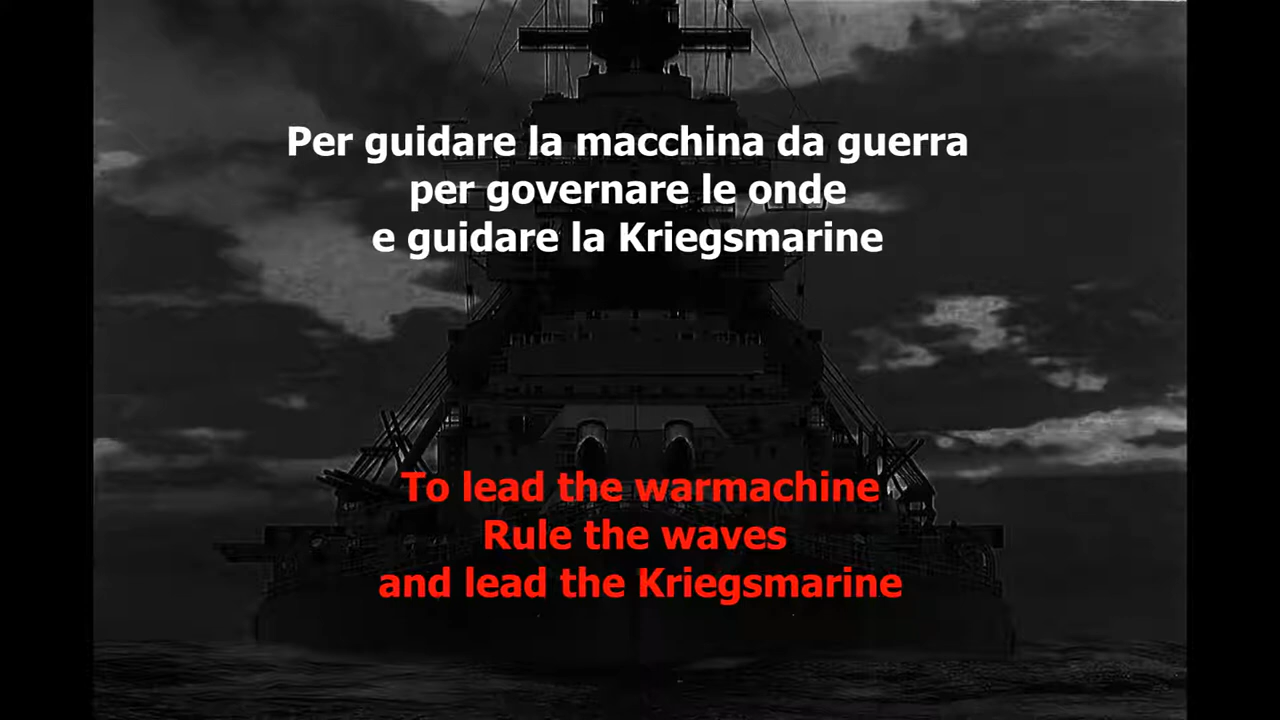 Per guidare la macchina da guerra
per governare le onde
e guidare la Kriegsmarine
To lead the warmachine
Rule the waves
and lead the Kriegsmarine